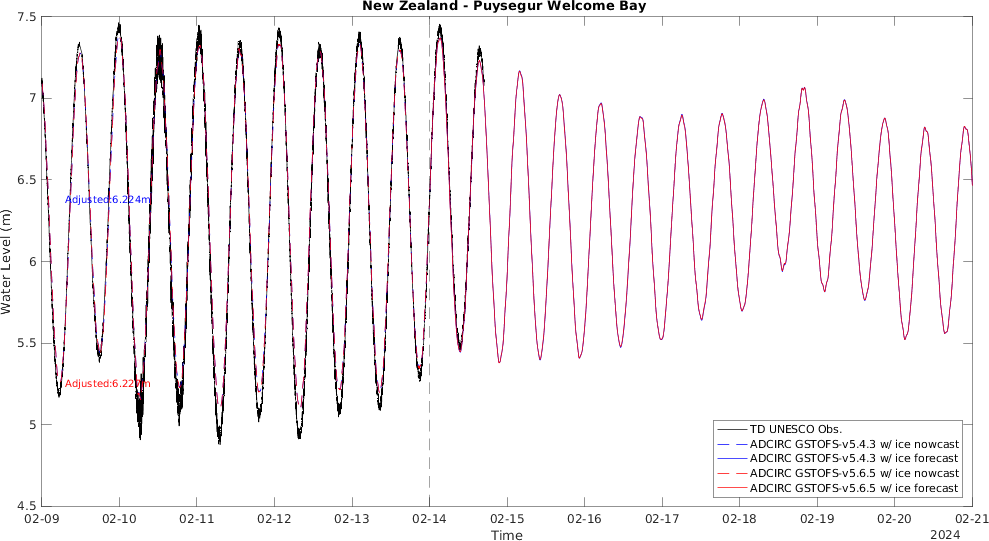 New Zealand - Puysegur Welcome Bay
Water Level (m)
7.5
7
6.5
6
5.5
5
4.5
Adjusted:6.224m
Adjusted:6.227m
TD UNESCO Obs.
ADCIRC GSTOFS-v5.4.3 w/ ice nowcast
ADCIRC GSTOFS-v5.4.3 w/ ice forecast
ADCIRC GSTOFS-v5.6.5 w/ ice nowcast
ADCIRC GSTOFS-v5.6.5 w/ ice forecast
02-09 02-10 02-11 02-12 02-13 02-14 02-15 02-16 02-17 02-18 02-19 02-20 02-21
Time
2024